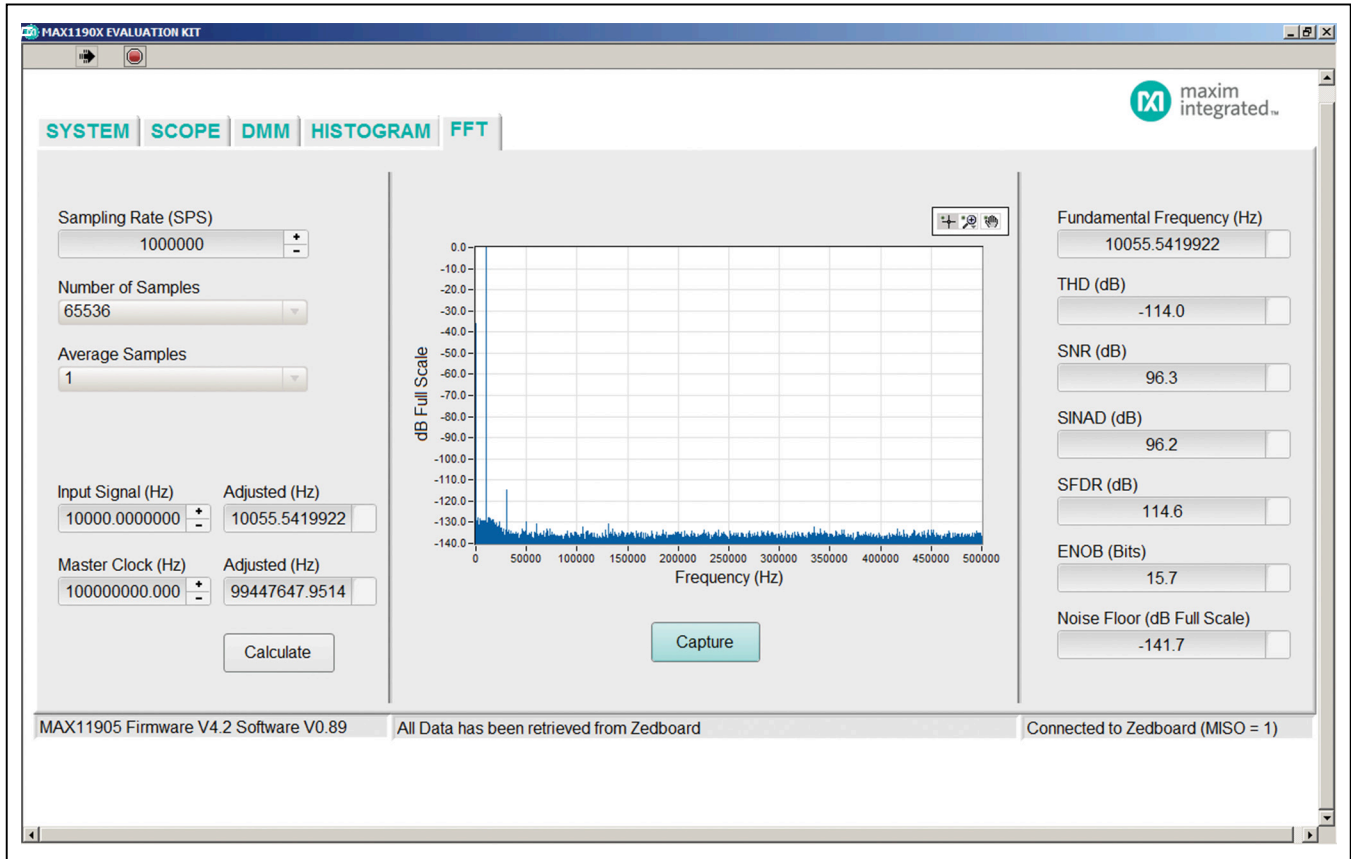 MAX1190X EVALUATION KIT
maxim
integrated™
SYSTEM SCOPE DMM HISTOGRAM FFT
Sampling Rate (SPS)
1000000
Number of Samples
65536
Average Samples
1
Input Signal (Hz) Adjusted (Hz)
10000.0000000 10055.5419922
Master Clock (Hz) Adjusted (Hz)
100000000.000 99447647.9514
Calculate
dB Full Scale
0.0
-10.0
-20.0
-30.0
-40.0
-50.0
-60.0
-70.0
-80.0
-90.0
-100.0
-110.0
-120.0
-130.0
-140.0
0 50000 100000 150000 200000 250000 300000 350000 400000 450000 500000
Frequency (Hz)
Capture
Fundamental Frequency (Hz)
10055.5419922
THD (dB)
-114.0
SNR (dB)
96.3
SINAD (dB)
96.2
SFDR (dB)
114.6
ENOB (Bits)
15.7
Noise Floor (dB Full Scale)
-141.7
MAX11905 Firmware V4.2 Software V0.89
All Data has been retrieved from Zedboard
Connected to Zedboard (MISO = 1)